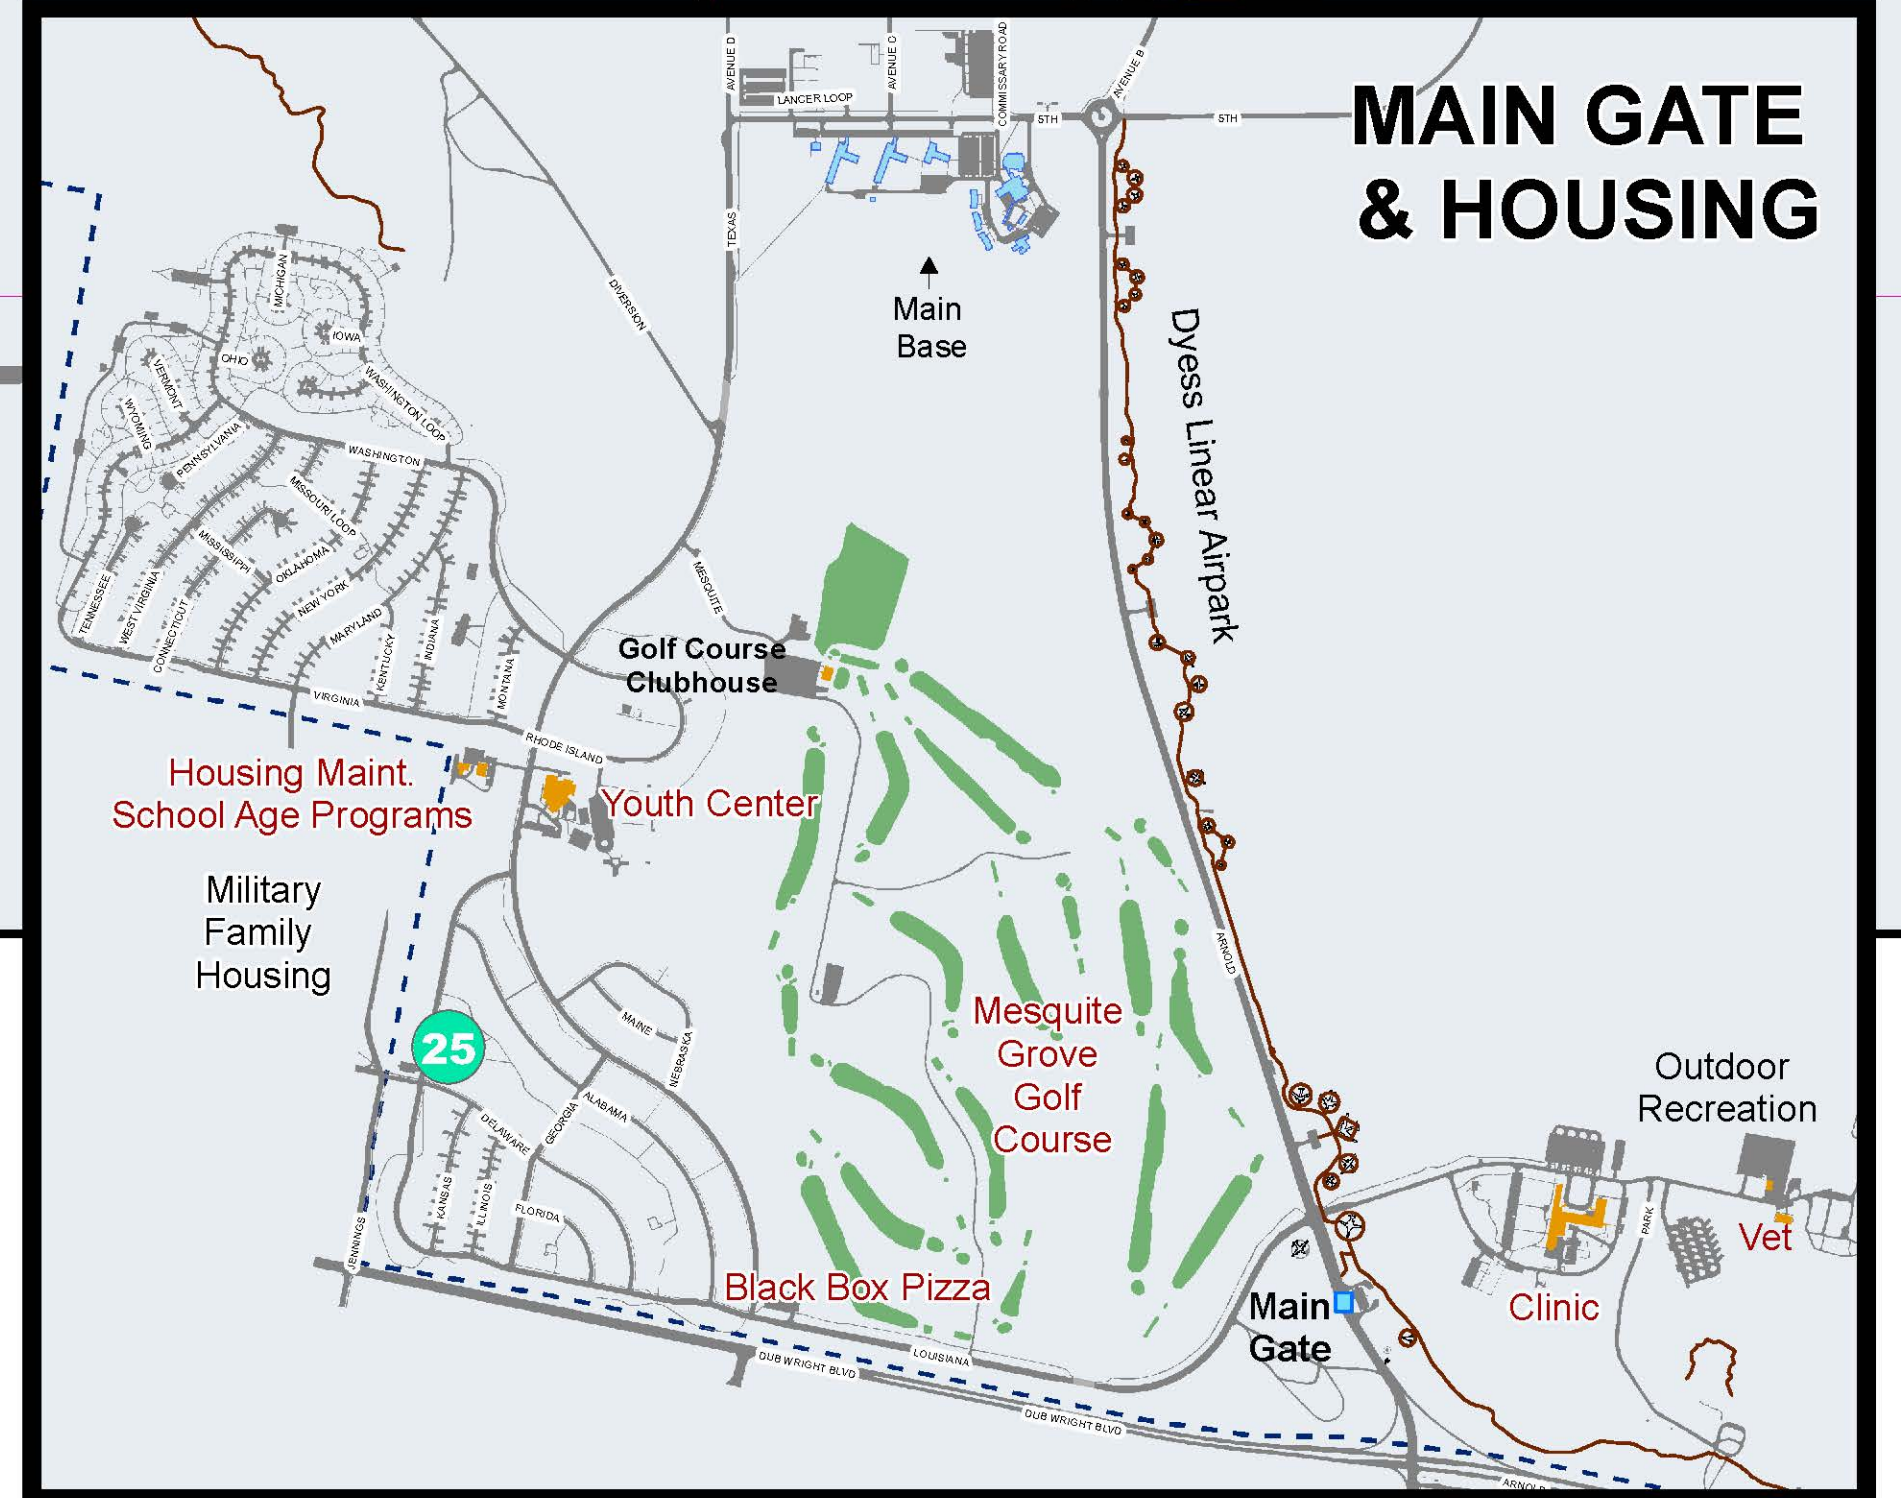 MAIN GATE
& HOUSING
AVENUE D
AVENUE C
COMMISSARY ROAD
AVENUE B
LANCER LOOP
5TH
5TH
TEXAS
DIVERSION
Main
Base
Dyess Linear Airpark
MICHIGAN
IOWA
OHIO
VERMONT
WYOMING
WASHINGTON LOOP
PENNSYLVANIA
WASHINGTON
MISSOURI LOOP
MISSISSIPPI
OKLAHOMA
NEW YORK
MARYLAND
TENNESSEE
WEST VIRGINIA
CONNECTICUT
KENTUCKY
INDIANA
MONTANA
VIRGINIA
MESQUITE
Golf Course
Clubhouse
RHODE ISLAND
Housing Maint.
School Age Programs
Youth Center
Military
Family
Housing
ARNOLD
25
MAINE
NEBRASKA
Mesquite
Grove
Golf
Course
ALABAMA
GEORGIA
DELAWARE
KANSAS
ILLINOIS
FLORIDA
JENNINGS
Outdoor
Recreation
PARK
Vet
Clinic
Black Box Pizza
Main
Gate
LOUISIANA
DUB WRIGHT BLVD
DUB WRIGHT BLVD
ARNOLD